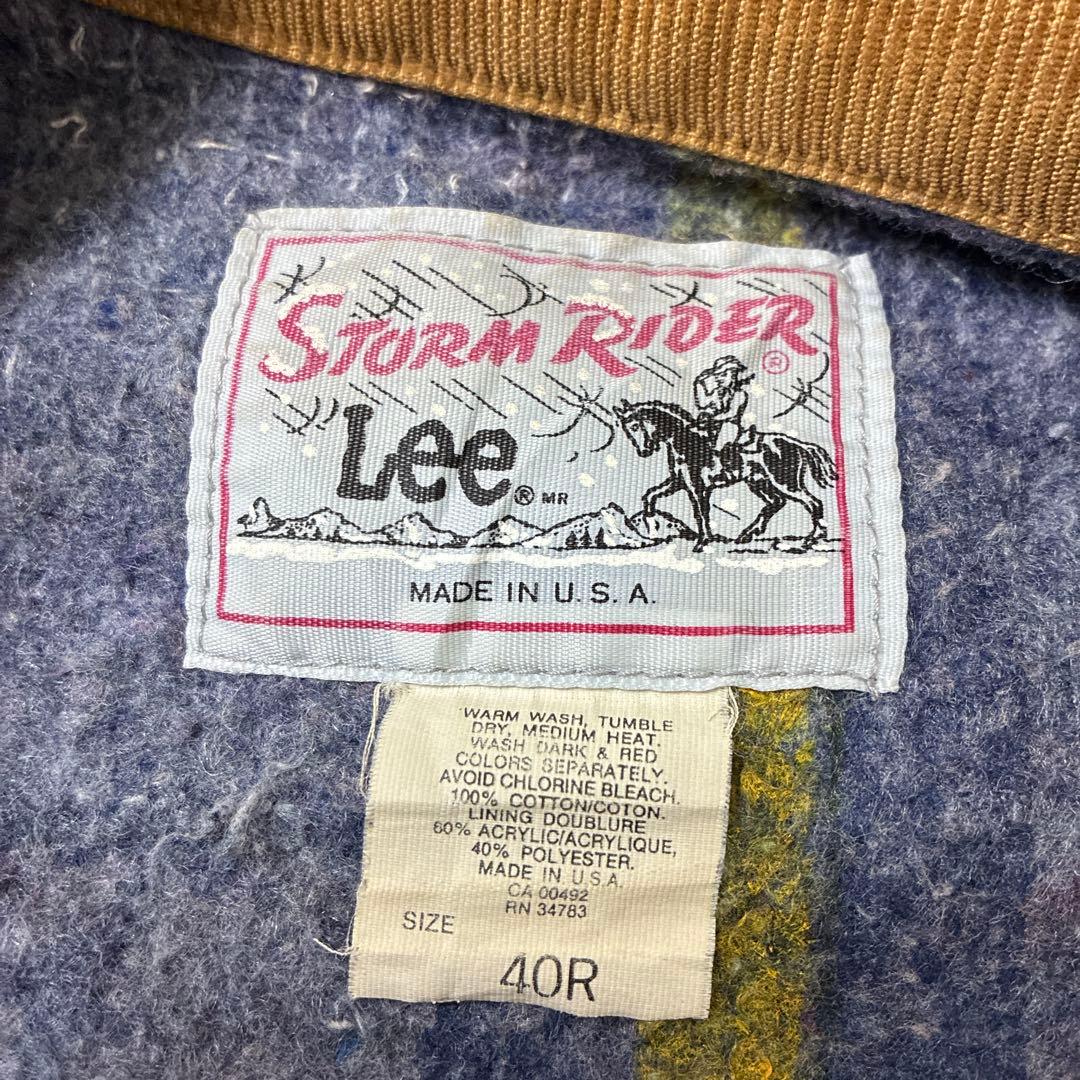 STORM RIDER ®
Lee ® MR
MADE IN U.S.A.
WARM WASH, TUMBLE
DRY, MEDIUM HEAT.
WASH DARK & RED
COLORS SEPARATELY.
AVOID CHLORINE BLEACH.
100% COTTON/COTON.
LINING DOUBLURE
60% ACRYLIC/ACRYLIQUE,
40% POLYESTER.
MADE IN U.S.A.
CA 00492
RN 34783
SIZE
40R